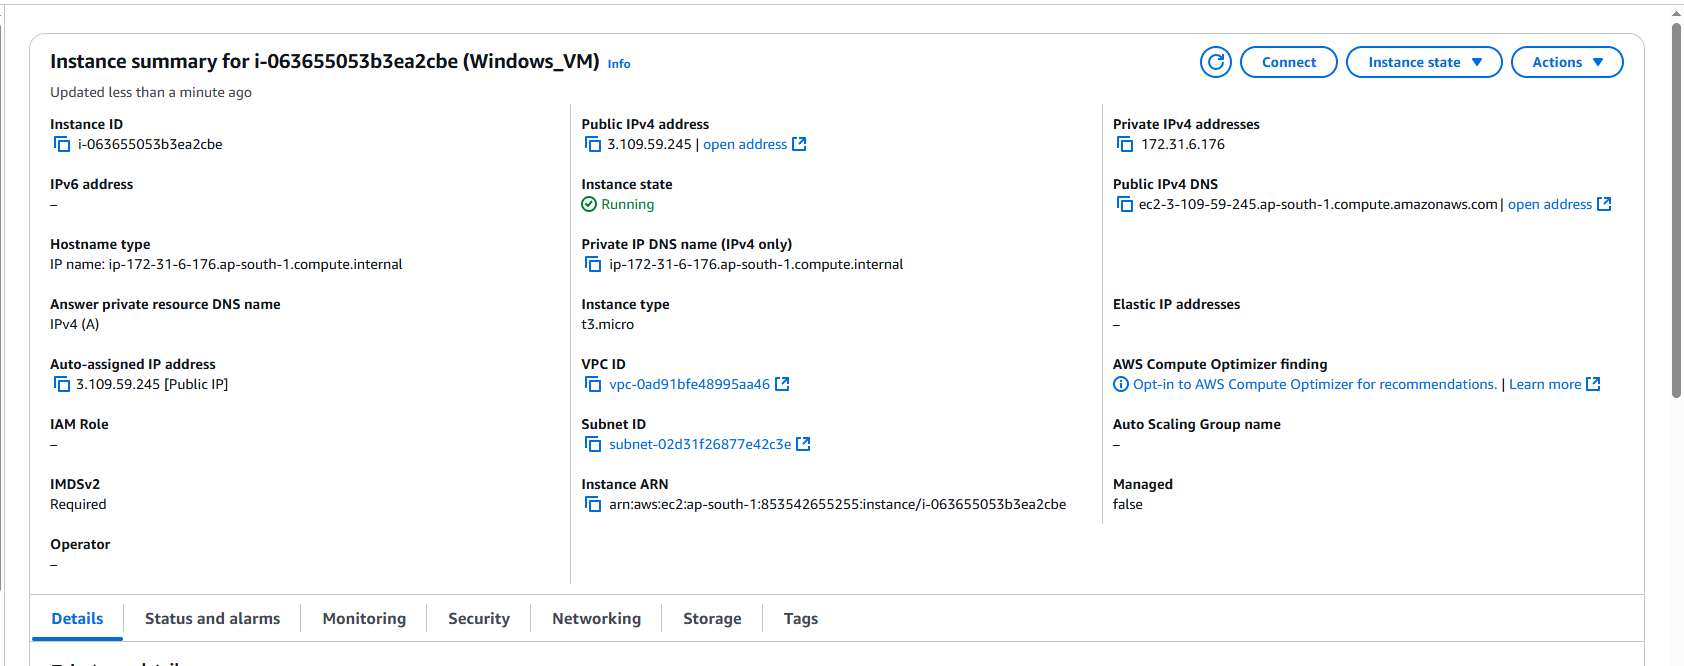 Instance summary for i-063655053b3ea2cbe (Windows_VM) Info
Connect
Instance state
Actions
Updated less than a minute ago
Instance ID
i-063655053b3ea2cbe
Public IPv4 address
3.109.59.245 | open address
Private IPv4 addresses
172.31.6.176
IPv6 address
–
Instance state
Running
Public IPv4 DNS
ec2-3-109-59-245.ap-south-1.compute.amazonaws.com | open address
Hostname type
IP name: ip-172-31-6-176.ap-south-1.compute.internal
Private IP DNS name (IPv4 only)
ip-172-31-6-176.ap-south-1.compute.internal
Answer private resource DNS name
IPv4 (A)
Instance type
t3.micro
Elastic IP addresses
–
Auto-assigned IP address
3.109.59.245 [Public IP]
VPC ID
vpc-0ad91bfe48995aa46
AWS Compute Optimizer finding
Opt-in to AWS Compute Optimizer for recommendations. | Learn more
IAM Role
–
Subnet ID
subnet-02d31f26877e42c3e
Auto Scaling Group name
–
IMDSv2
Required
Instance ARN
arn:aws:ec2:ap-south-1:853542655255:instance/i-063655053b3ea2cbe
Managed
false
Operator
–
Details
Status and alarms
Monitoring
Security
Networking
Storage
Tags